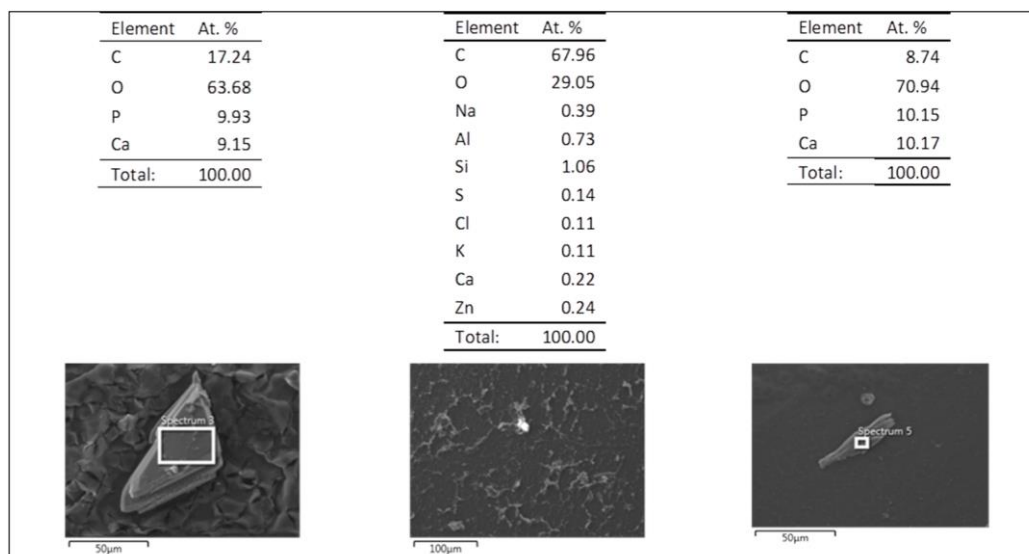 Element At. %
C 17.24
O 63.68
P 9.93
Ca 9.15
Total: 100.00
Element At. %
C 67.96
O 29.05
Na 0.39
Al 0.73
Si 1.06
S 0.14
Cl 0.11
K 0.11
Ca 0.22
Zn 0.24
Total: 100.00
Element At. %
C 8.74
O 70.94
P 10.15
Ca 10.17
Total: 100.00
Spectrum 3
50µm
100µm
Spectrum 5
50µm